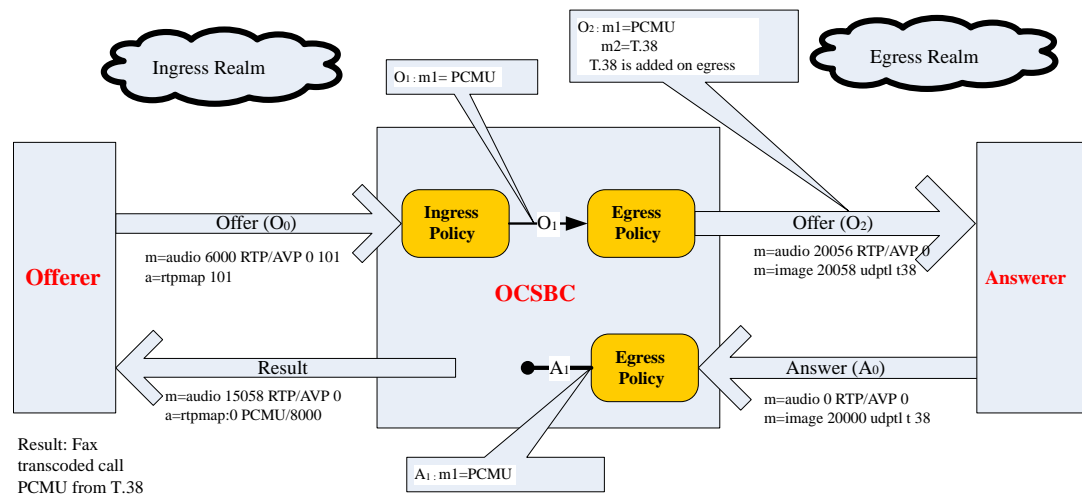 Ingress Realm
O1 : m1= PCMU
O2 : m1=PCMU
m2=T.38
T.38 is added on egress
Egress Realm
Offerer
Offer (O0)
m=audio 6000 RTP/AVP 0 101
a=rtpmap 101
Ingress
Policy
O1
Egress
Policy
OCSBC
Offer (O2)
m=audio 20056 RTP/AVP 0
m=image 20058 udptl t38
Answerer
Result
m=audio 15058 RTP/AVP 0
a=rtpmap:0 PCMU/8000
A1
Egress
Policy
Answer (A0)
m=audio 0 RTP/AVP 0
m=image 20000 udptl t 38
Result: Fax
transcoded call
PCMU from T.38
A1 : m1=PCMU